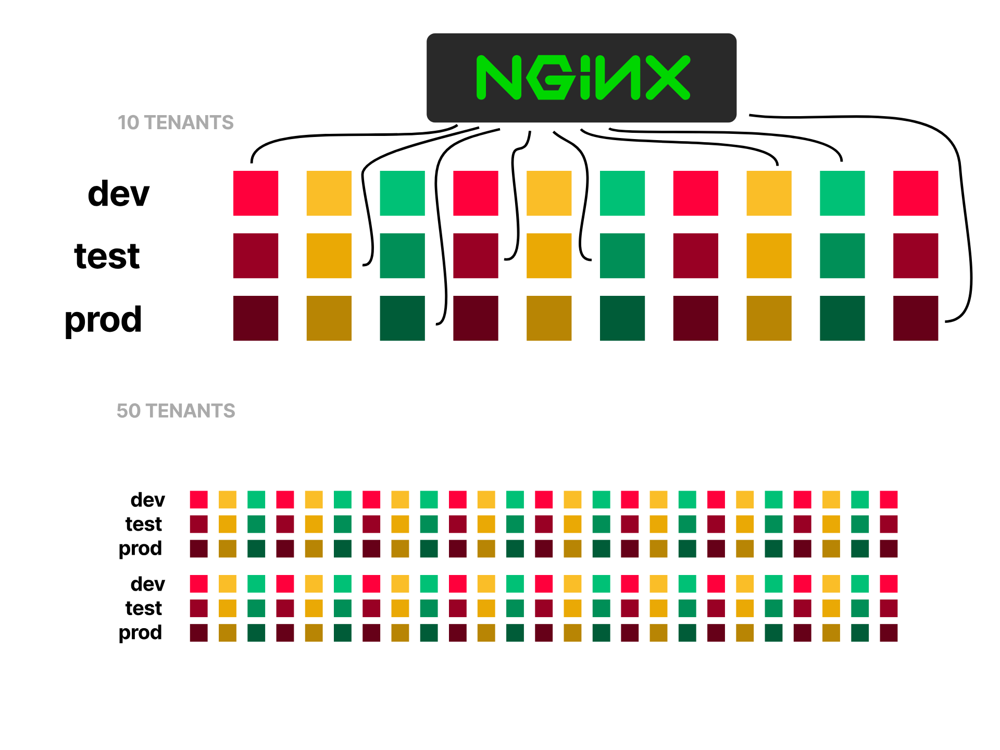 NGiNX
10 TENANTS
dev
test
prod
50 TENANTS
dev
test
prod
dev
test
prod